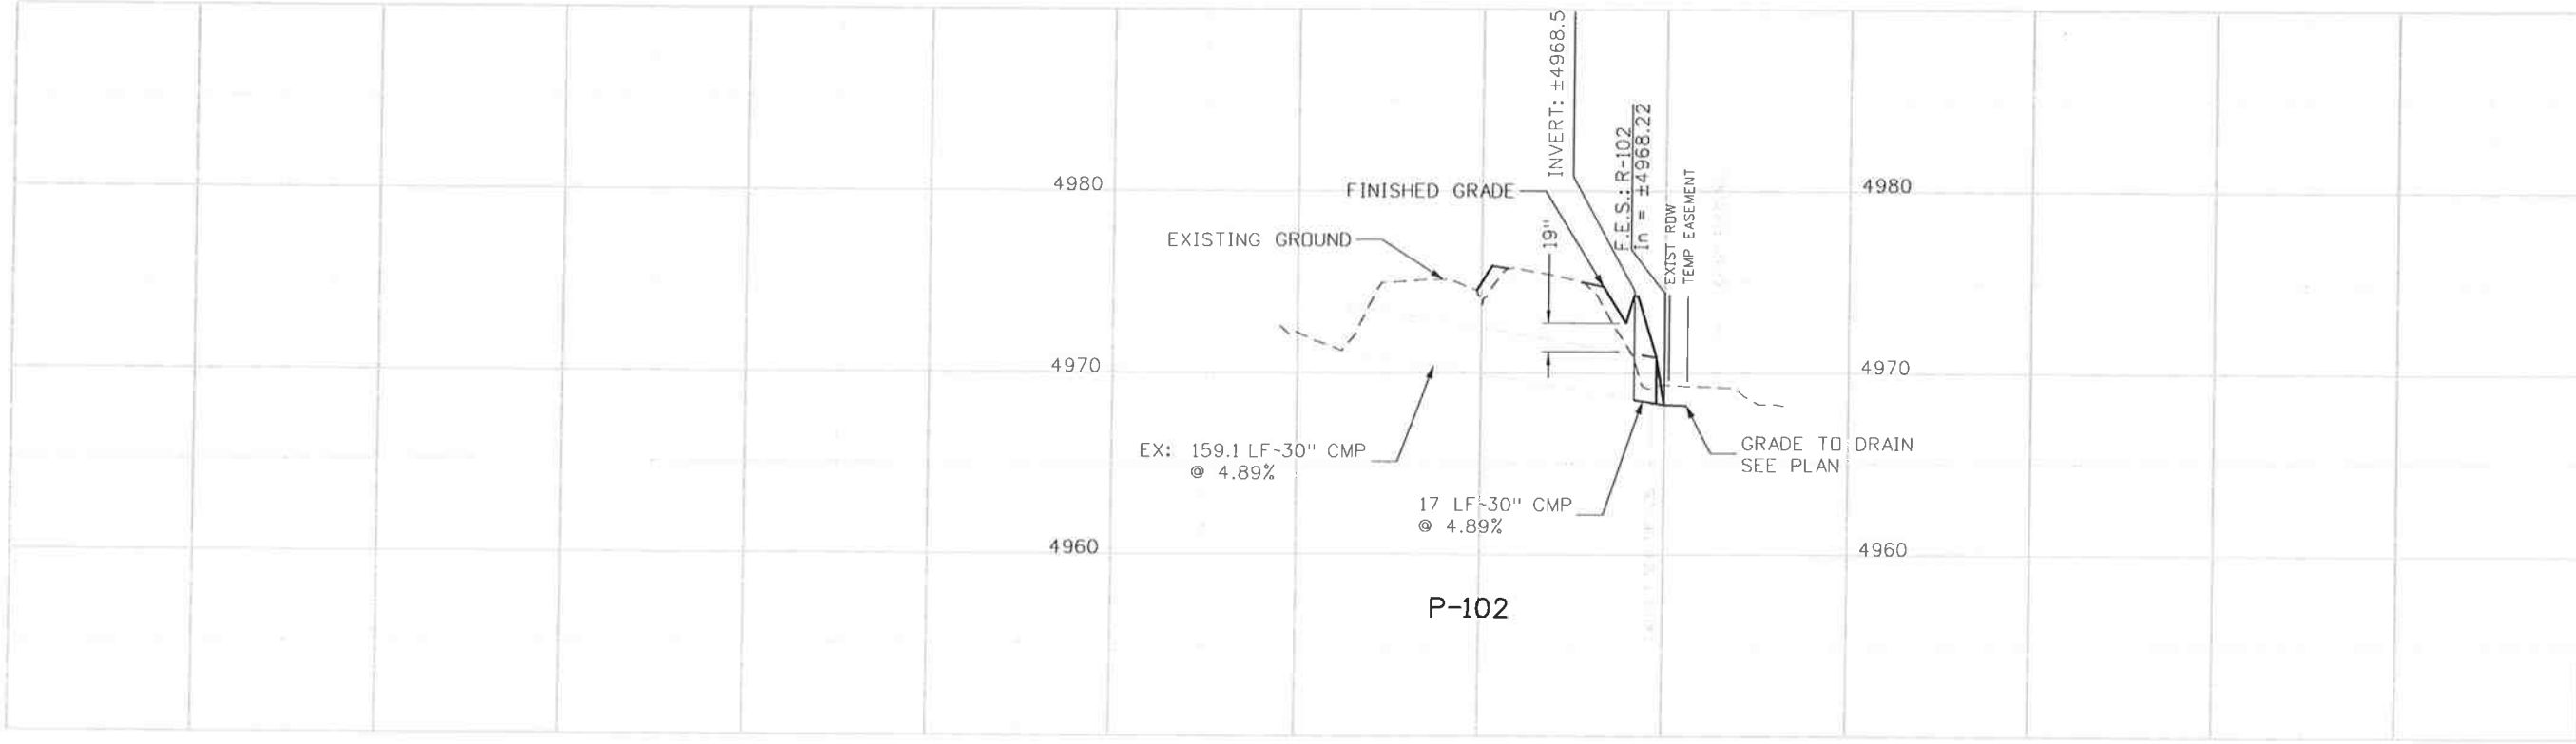 INVERT: ±4968.5
F.E.S.: R-102
In = ±4968.22
EXIST ROW
TEMP EASEMENT
4980
FINISHED GRADE
4980
EXISTING GROUND
19"
4970
4970
EX: 159.1 LF~30" CMP
@ 4.89%
GRADE TO DRAIN
SEE PLAN
17 LF~30" CMP
@ 4.89%
4960
4960
P-102